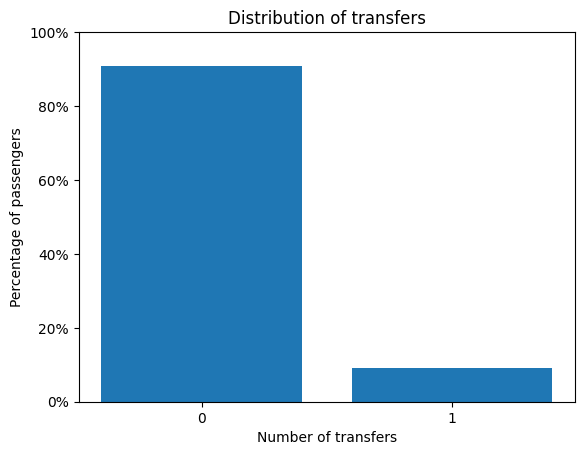 Distribution of transfers
100%
80%
60%
40%
20%
0%
Percentage of passengers
0
1
Number of transfers